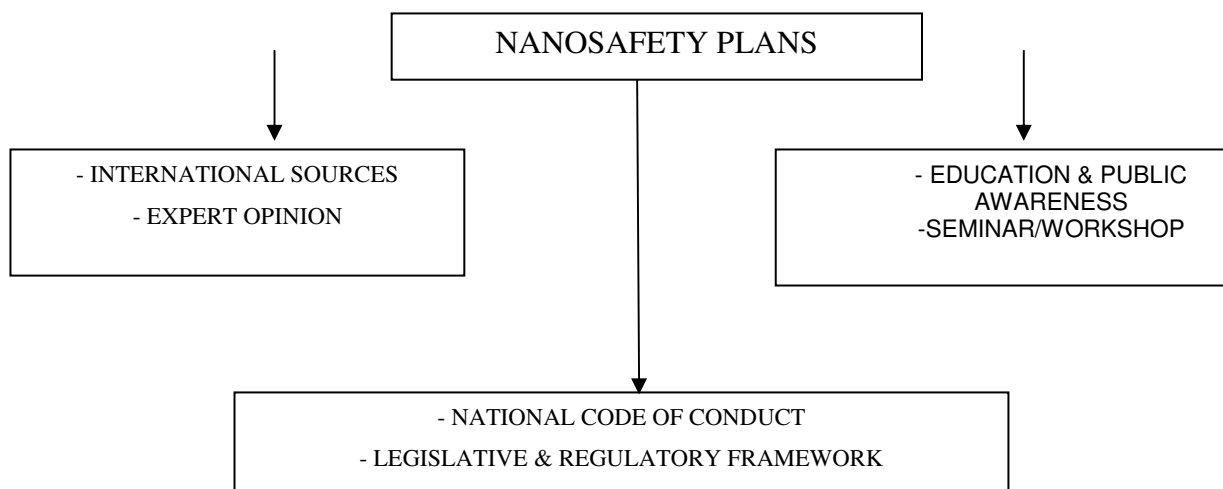 NANOSAFETY PLANS
- INTERNATIONAL SOURCES
- EXPERT OPINION
- EDUCATION & PUBLIC
AWARENESS
-SEMINAR/WORKSHOP
- NATIONAL CODE OF CONDUCT
- LEGISLATIVE & REGULATORY FRAMEWORK